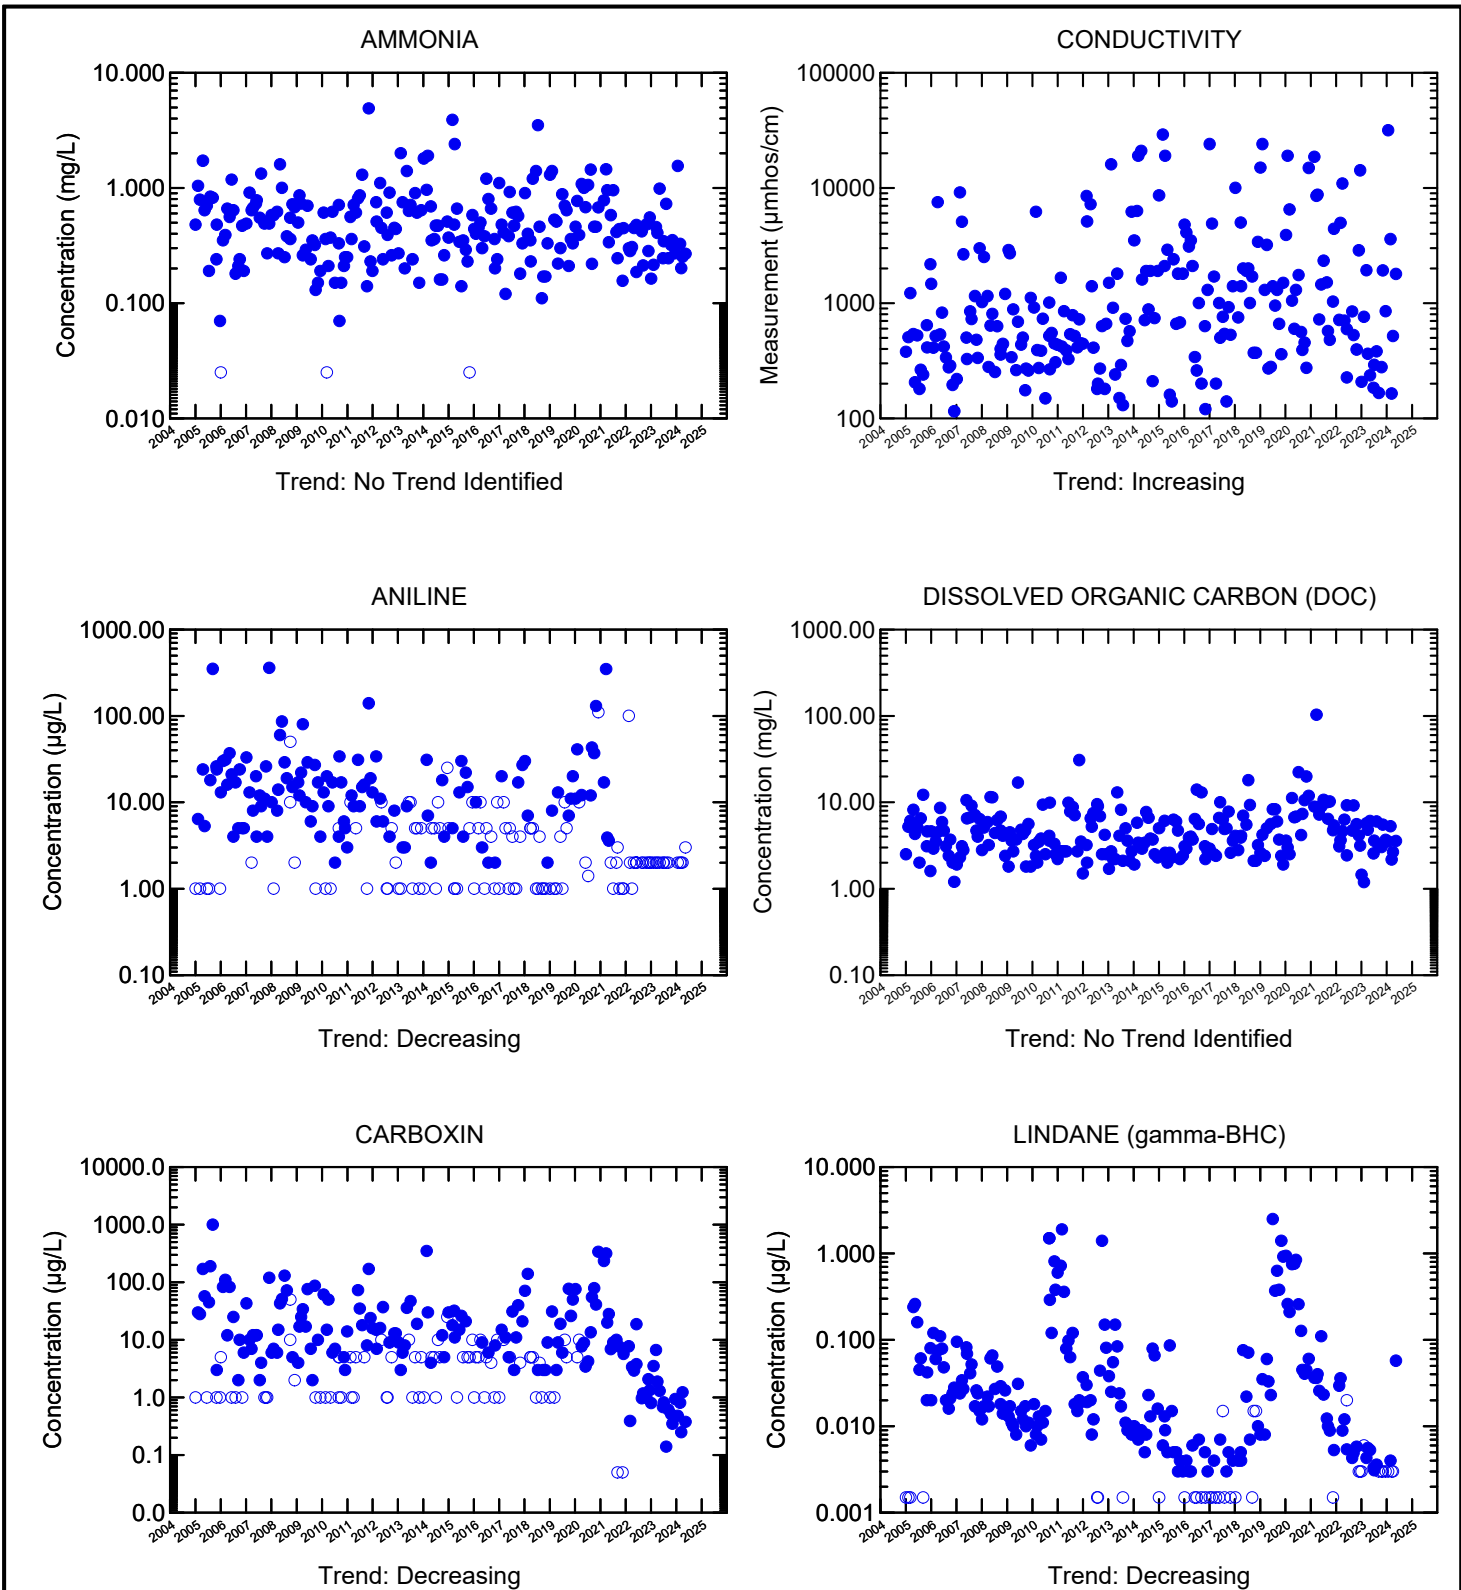 AMMONIA
Concentration (mg/L)
10.000
1.000
0.100
0.010
2004 2005 2006 2007 2008 2009 2010 2011 2012 2013 2014 2015 2016 2017 2018 2019 2020 2021 2022 2023 2024 2025
Trend: No Trend Identified
CONDUCTIVITY
Measurement (µmhos/cm)
100000
10000
1000
100
2004 2005 2006 2007 2008 2009 2010 2011 2012 2013 2014 2015 2016 2017 2018 2019 2020 2021 2022 2023 2024 2025
Trend: Increasing
ANILINE
Concentration (µg/L)
1000.00
100.00
10.00
1.00
0.10
2004 2005 2006 2007 2008 2009 2010 2011 2012 2013 2014 2015 2016 2017 2018 2019 2020 2021 2022 2023 2024 2025
Trend: Decreasing
DISSOLVED ORGANIC CARBON (DOC)
Concentration (mg/L)
1000.00
100.00
10.00
1.00
0.10
2004 2005 2006 2007 2008 2009 2010 2011 2012 2013 2014 2015 2016 2017 2018 2019 2020 2021 2022 2023 2024 2025
Trend: No Trend Identified
CARBOXIN
Concentration (µg/L)
10000.0
1000.0
100.0
10.0
1.0
0.1
0.0
2004 2005 2006 2007 2008 2009 2010 2011 2012 2013 2014 2015 2016 2017 2018 2019 2020 2021 2022 2023 2024 2025
Trend: Decreasing
LINDANE (gamma-BHC)
Concentration (µg/L)
10.000
1.000
0.100
0.010
0.001
2004 2005 2006 2007 2008 2009 2010 2011 2012 2013 2014 2015 2016 2017 2018 2019 2020 2021 2022 2023 2024 2025
Trend: Decreasing